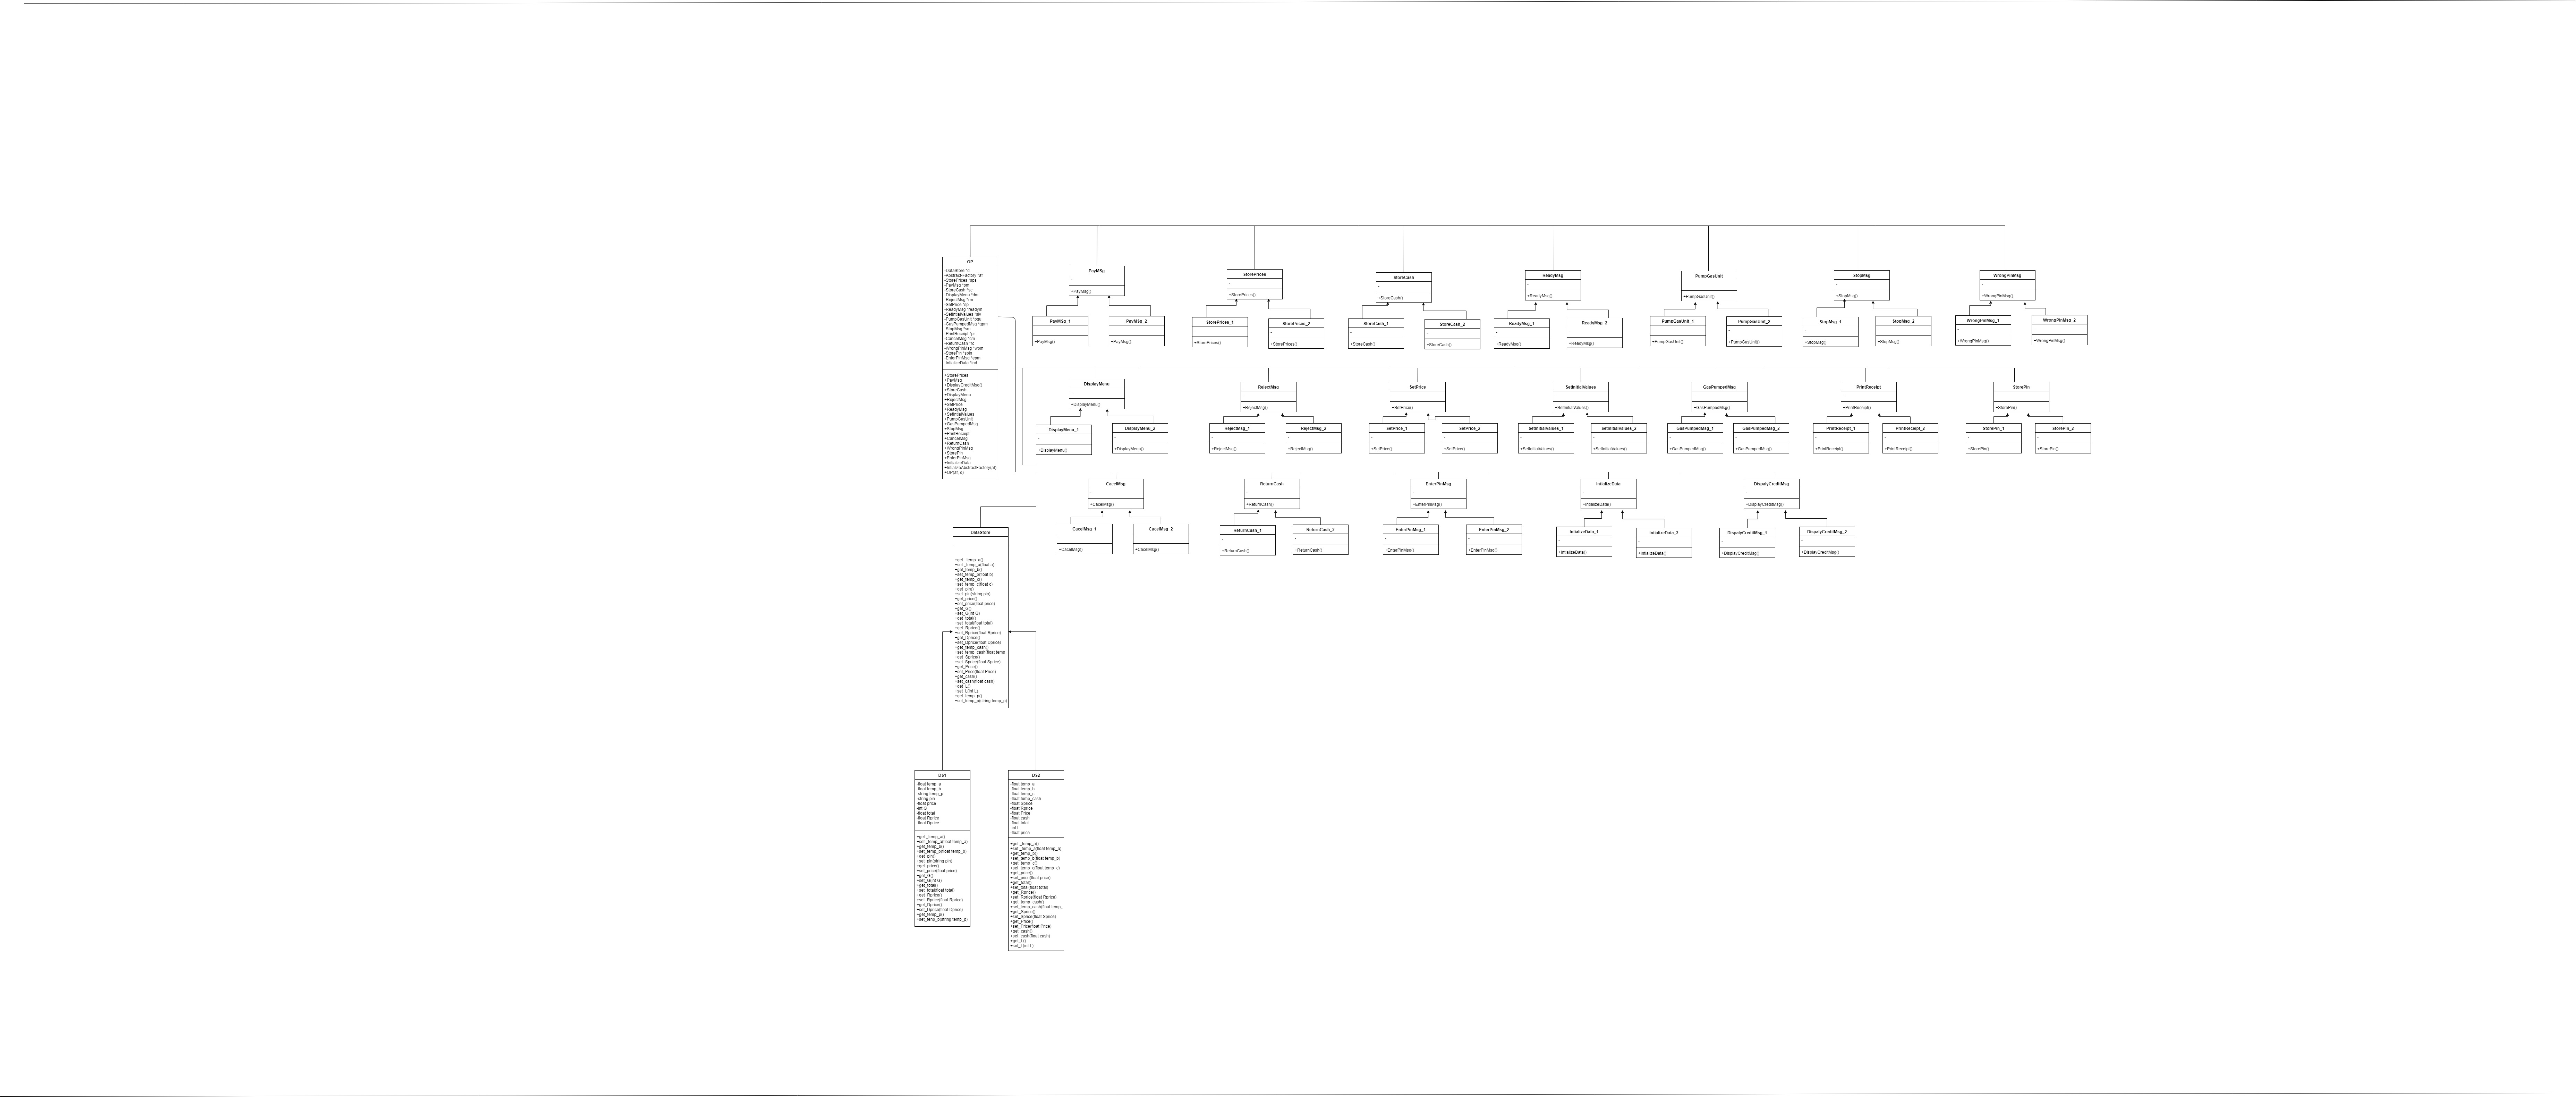 OP
-DataStore *d
-Abstract-Factory *af
-StorePrices *sps
-PayMsg *pm
-StoreCash *sc
-DisplayMenu *dm
-RejectMsg *rm
-SetPrice *sp
-ReadyMsg *readym
-SetInitialValues *siv
-PumpGasUnit *pgu
-GasPumpedMsg *gpm
-StopMsg *sm
-PrintReceipt *pr
-CancelMsg *cm
-ReturnCash *rc
-WrongPinMsg *wpm
-StorePin *spin
-EnterPinMsg *epm
-InitializeData *ind
+StorePrices
+PayMsg
+DisplayCreditMsg()
+StoreCash
+DisplayMenu
+RejectMsg
+SetPrice
+ReadyMsg
+SetInitialValues
+PumpGasUnit
+GasPumpedMsg
+StopMsg
+PrintReceipt
+CancelMsg
+ReturnCash
+WrongPinMsg
+StorePin
+EnterPinMsg
+InitializeData
+InitializeAbstractFactory(af)
+OP(af d)
PayMSg
-
+PayMsg()
PayMSg_1
-
+PayMsg()
PayMSg_2
-
+PayMsg()
StorePrices
-
+StorePrices()
StorePrices_1
-
+StorePrices()
StorePrices_2
-
+StorePrices()
StoreCash
-
+StoreCash()
StoreCash_1
-
+StoreCash()
StoreCash_2
-
+StoreCash()
ReadyMsg
-
+ReadyMsg()
ReadyMsg_1
-
+ReadyMsg()
ReadyMsg_2
-
+ReadyMsg()
PumpGasUnit
-
+PumpGasUnit()
PumpGasUnit_1
-
+PumpGasUnit()
PumpGasUnit_2
-
+PumpGasUnit()
StopMsg
-
+StopMsg()
StopMsg_1
-
+StopMsg()
StopMsg_2
-
+StopMsg()
WrongPinMsg
-
+WrongPinMsg()
WrongPinMsg_1
-
+WrongPinMsg()
WrongPinMsg_2
-
+WrongPinMsg()
DisplayMenu
-
+DisplayMenu()
DisplayMenu_1
-
+DisplayMenu()
DisplayMenu_2
-
+DisplayMenu()
RejectMsg
-
+RejectMsg()
RejectMsg_1
-
+RejectMsg()
RejectMsg_2
-
+RejectMsg()
SetPrice
-
+SetPrice()
SetPrice_1
-
+SetPrice()
SetPrice_2
-
+SetPrice()
SetInitialValues
-
+SetInitialValues()
SetInitialValues_1
-
+SetInitialValues()
SetInitialValues_2
-
+SetInitialValues()
GasPumpedMsg
-
+GasPumpedMsg()
GasPumpedMsg_1
-
+GasPumpedMsg()
GasPumpedMsg_2
-
+GasPumpedMsg()
PrintReceipt
-
+PrintReceipt()
PrintReceipt_1
-
+PrintReceipt()
PrintReceipt_2
-
+PrintReceipt()
StorePin
-
+StorePin()
StorePin_1
-
+StorePin()
StorePin_2
-
+StorePin()
CacelMsg
-
+CacelMsg()
CacelMsg_1
-
+CacelMsg()
CacelMsg_2
-
+CacelMsg()
ReturnCash
-
+ReturnCash()
ReturnCash_1
-
+ReturnCash()
ReturnCash_2
-
+ReturnCash()
EnterPinMsg
-
+EnterPinMsg()
EnterPinMsg_1
-
+EnterPinMsg()
EnterPinMsg_2
-
+EnterPinMsg()
InitializeData
-
+InitializeData()
InitializeData_1
-
+InitializeData()
InitializeData_2
-
+InitializeData()
DispalyCreditMsg
-
+DisplayCreditMsg()
DispalyCreditMsg_1
-
+DisplayCreditMsg()
DispalyCreditMsg_2
-
+DisplayCreditMsg()
DataStore
+get _temp_a()
+set _temp_a(float a)
+get_temp_b()
+set_temp_b(float b)
+get_temp_c()
+set_temp_c(float c)
+get_pin()
+set_pin(string pin)
+get_price()
+set_price(float price)
+get_G()
+set_G(int G)
+get_total()
+set_total(float total)
+get_Rprice()
+set_Rprice(float Rprice)
+get_Dprice()
+set_Dprice(float Dprice)
+get_temp_cash()
+set_temp_cash(float temp_
+get_Sprice()
+set_Sprice(float Sprice)
+get_Price()
+set_Price(float Price)
+get_cash()
+set_cash(float cash)
+get_L()
+set_L(int L)
+get_temp_p()
+set_temp_p(string temp_p)
DS1
-float temp_a
-float temp_b
-string temp_p
-string pin
-float price
-int G
-float total
-float Rprice
-float Dprice
+get _temp_a()
+set _temp_a(float temp_a)
+get_temp_b()
+set_temp_b(float temp_b)
+get_pin()
+set_pin(string pin)
+get_price()
+set_price(float price)
+get_G()
+set_G(int G)
+get_total()
+set_total(float total)
+get_Rprice()
+set_Rprice(float Rprice)
+get_Dprice()
+set_Dprice(float Dprice)
+get_temp_p()
+set_temp_p(string temp_p)
DS2
-float temp_a
-float temp_b
-float temp_c
-float temp_cash
-float Sprice
-float Rprice
-float Price
-float cash
-float total
-int L
-float price
+get _temp_a()
+set _temp_a(float temp_a)
+get_temp_b()
+set_temp_b(float temp_b)
+get_temp_c()
+set_temp_c(float temp_c)
+get_price()
+set_price(float price)
+get_total()
+set_total(float total)
+get_Rprice()
+set_Rprice(float Rprice)
+get_temp_cash()
+set_temp_cash(float temp_
+get_Sprice()
+set_Sprice(float Sprice)
+get_Price()
+set_Price(float Price)
+get_cash()
+set_cash(float cash)
+get_L()
+set_L(int L)